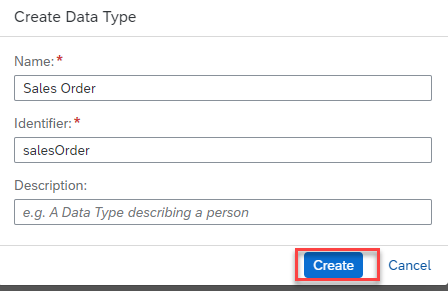 Create Data Type
Name:*
Sales Order
Identifier:*
salesOrder
Description:
e.g. A Data Type describing a person
Create Cancel